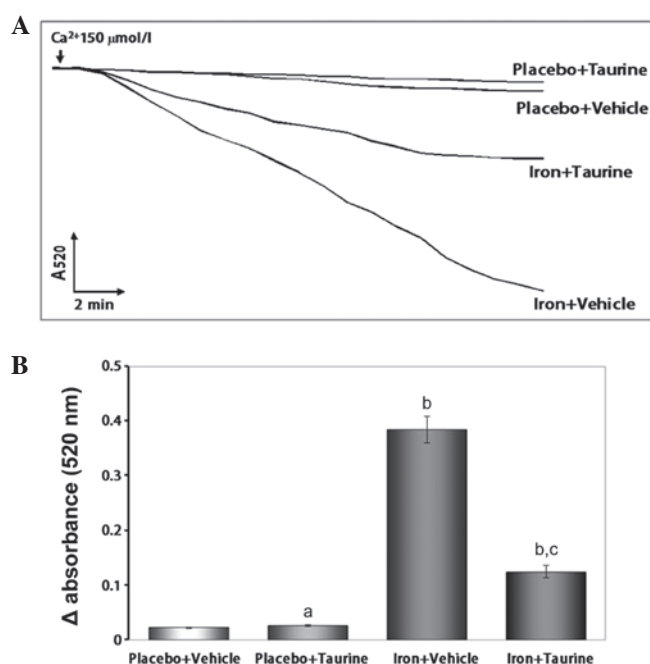 A
Ca²⁺150 μmol/l
Placebo+Taurine
Placebo+Vehicle
Iron+Taurine
Iron+Vehicle
A520
2 min
B
Δ absorbance (520 nm)
0.5
0.4
0.3
0.2
0.1
0
a
b
b,c
Placebo+Vehicle Placebo+Taurine Iron+Vehicle Iron+Taurine